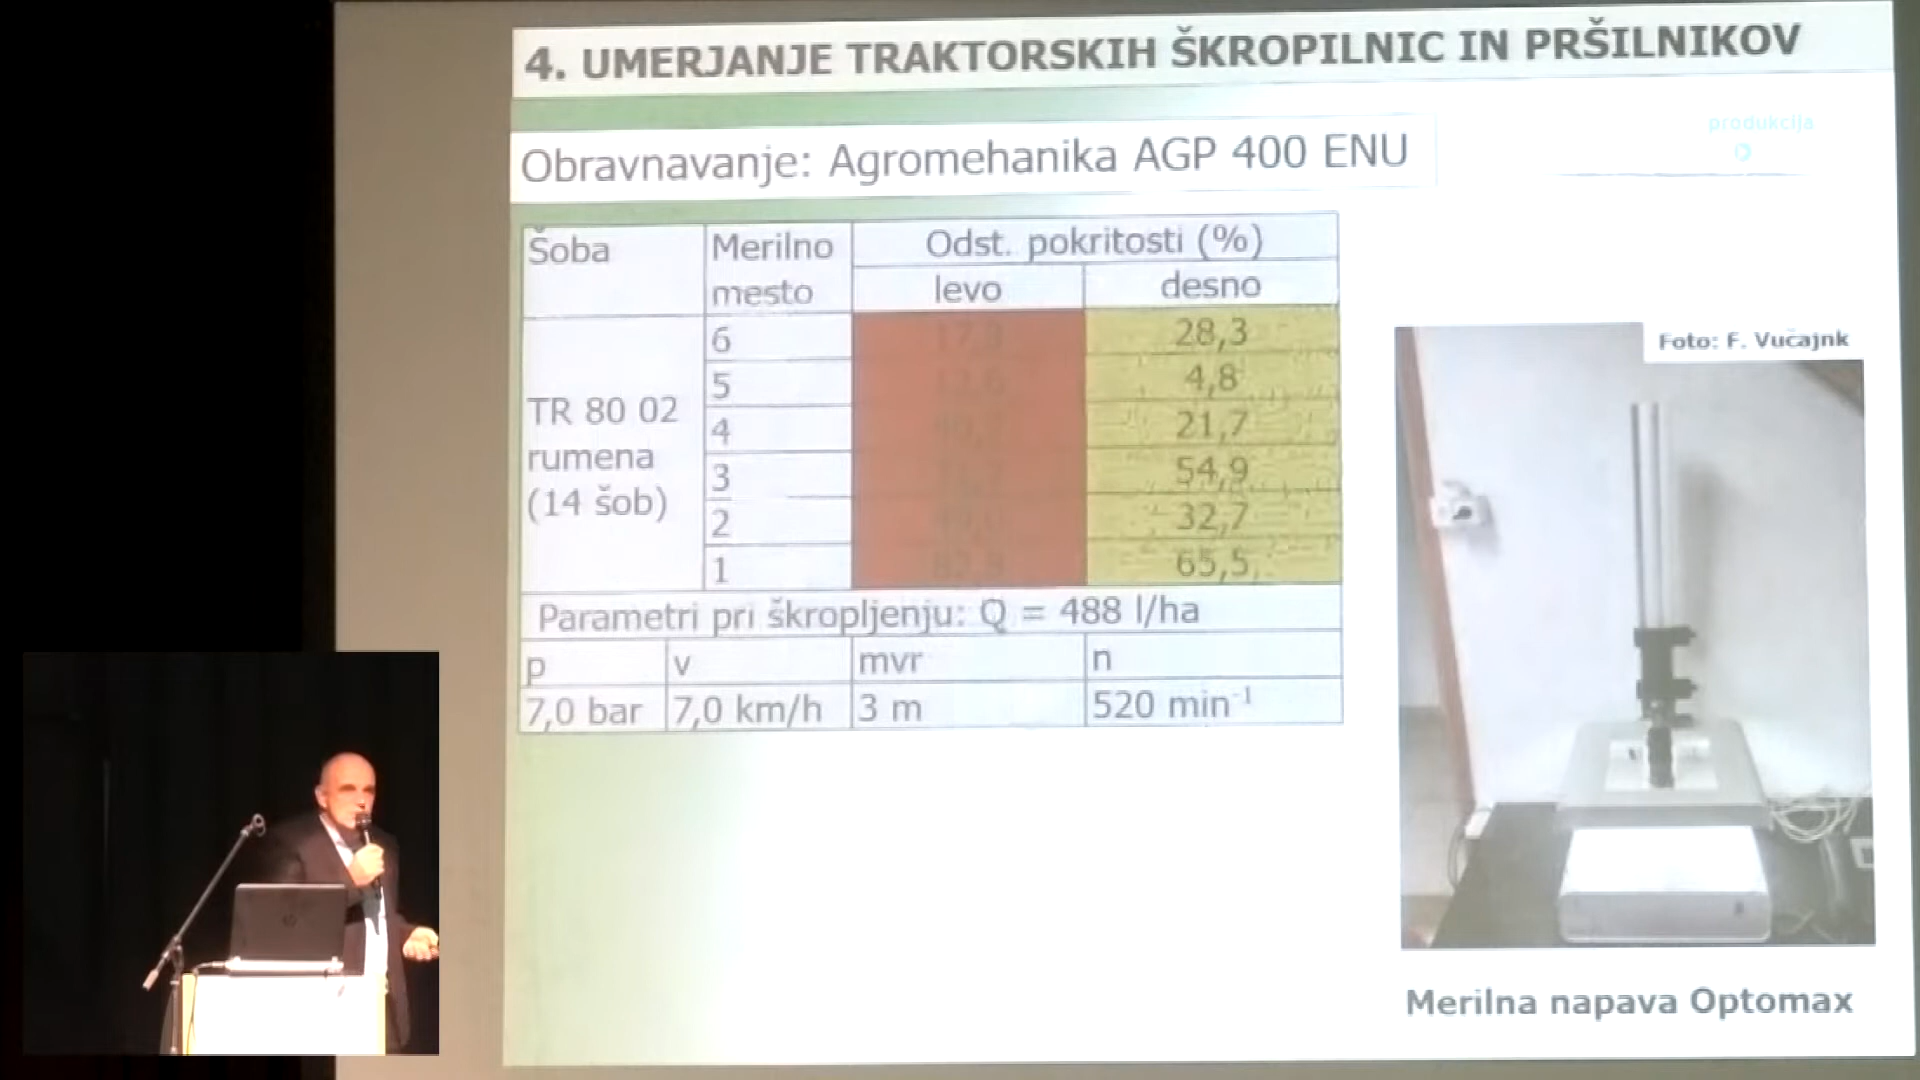 4. UMERJANJE TRAKTORSKIH ŠKROPILNIC IN PRŠILNIKOV
produkcija
Obravnavanje: Agromehanika AGP 400 ENU
Šoba
Merilno
mesto
Odst. pokritosti (%)
levo
desno
TR 80 02
rumena
(14 šob)
6
28,3
5
4,8
4
21,7
3
54,9
2
32,7
1
65,5
Parametri pri škropljenju: Q = 488 l/ha
p
v
mvr
n
7,0 bar
7,0 km/h
3 m
520 min⁻¹
Foto: F. Vučajnk
Merilna napava Optomax